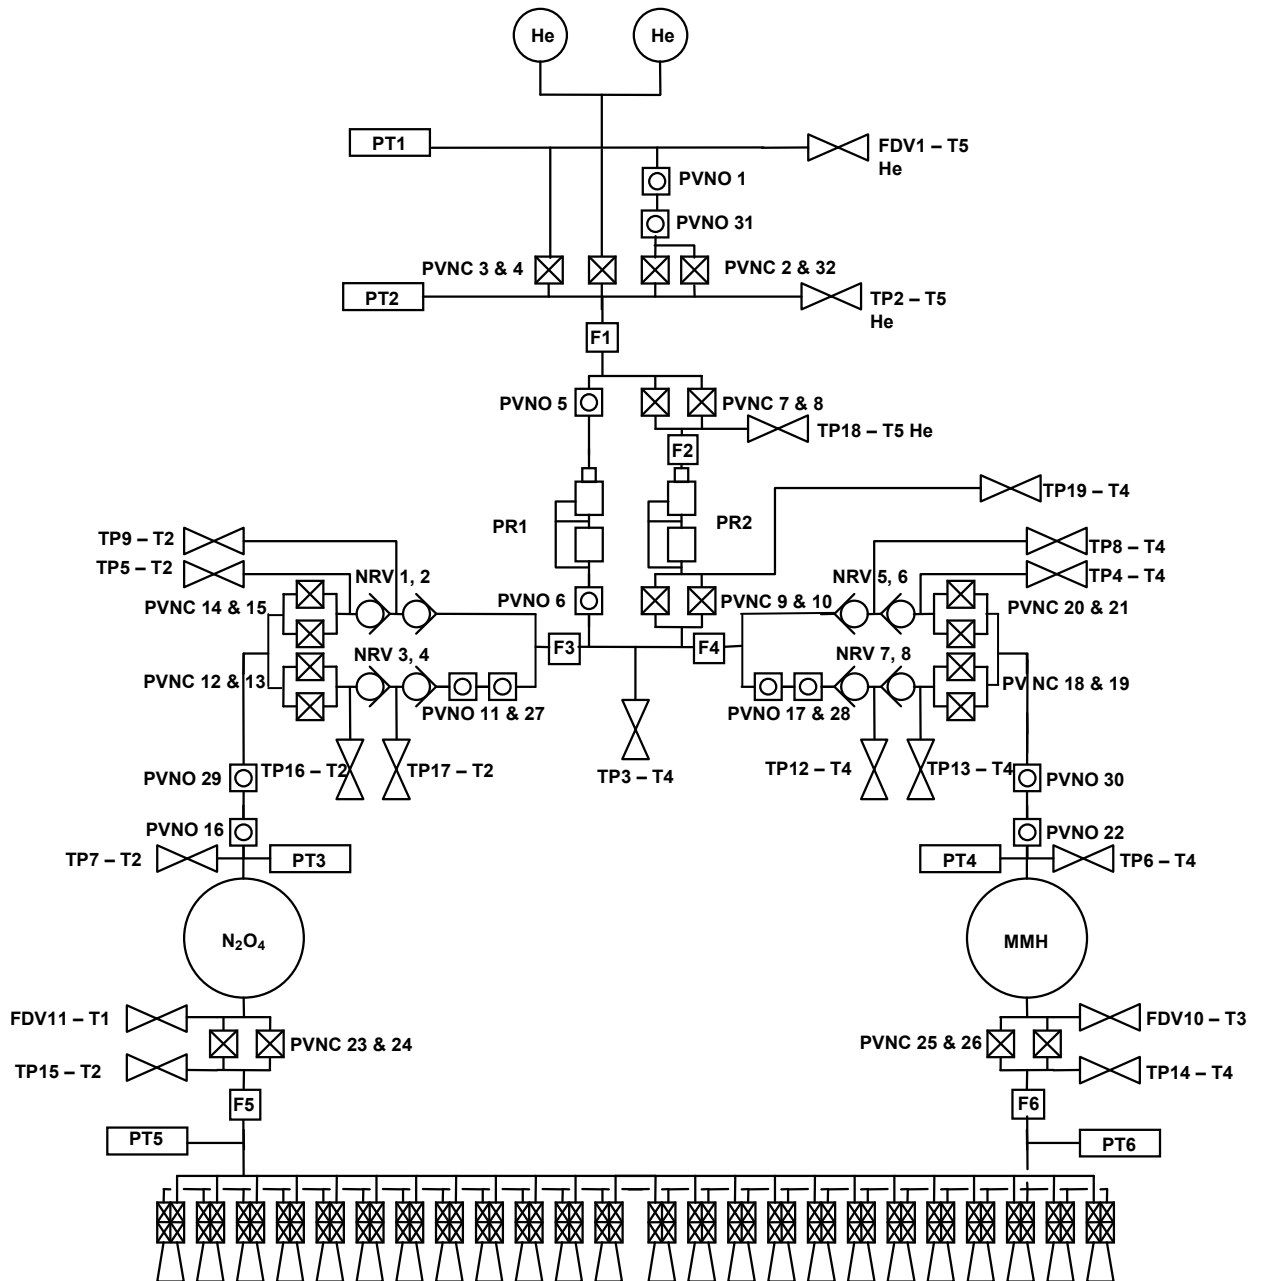 He
He
PT1
FDV1 – T5
He
PVNO 1
PVNO 31
PVNC 3 & 4
PVNC 2 & 32
PT2
TP2 – T5
He
F1
PVNO 5
PVNC 7 & 8
TP18 – T5 He
F2
TP19 – T4
PR1
PR2
TP9 – T2
TP8 – T4
TP5 – T2
NRV 1, 2
NRV 5, 6
TP4 – T4
PVNC 14 & 15
PVNO 6
PVNC 9 & 10
PVNC 20 & 21
F3
F4
NRV 3, 4
NRV 7, 8
PVNC 12 & 13
PVNC 18 & 19
PVNO 11 & 27
PVNO 17 & 28
PVNO 29
TP16 – T2
TP17 – T2
TP3 – T4
TP12 – T4
TP13 – T4
PVNO 30
PVNO 16
PVNO 22
TP7 – T2
PT3
PT4
TP6 – T4
N₂O₄
MMH
FDV11 – T1
FDV10 – T3
PVNC 23 & 24
PVNC 25 & 26
TP15 – T2
TP14 – T4
F5
F6
PT5
PT6